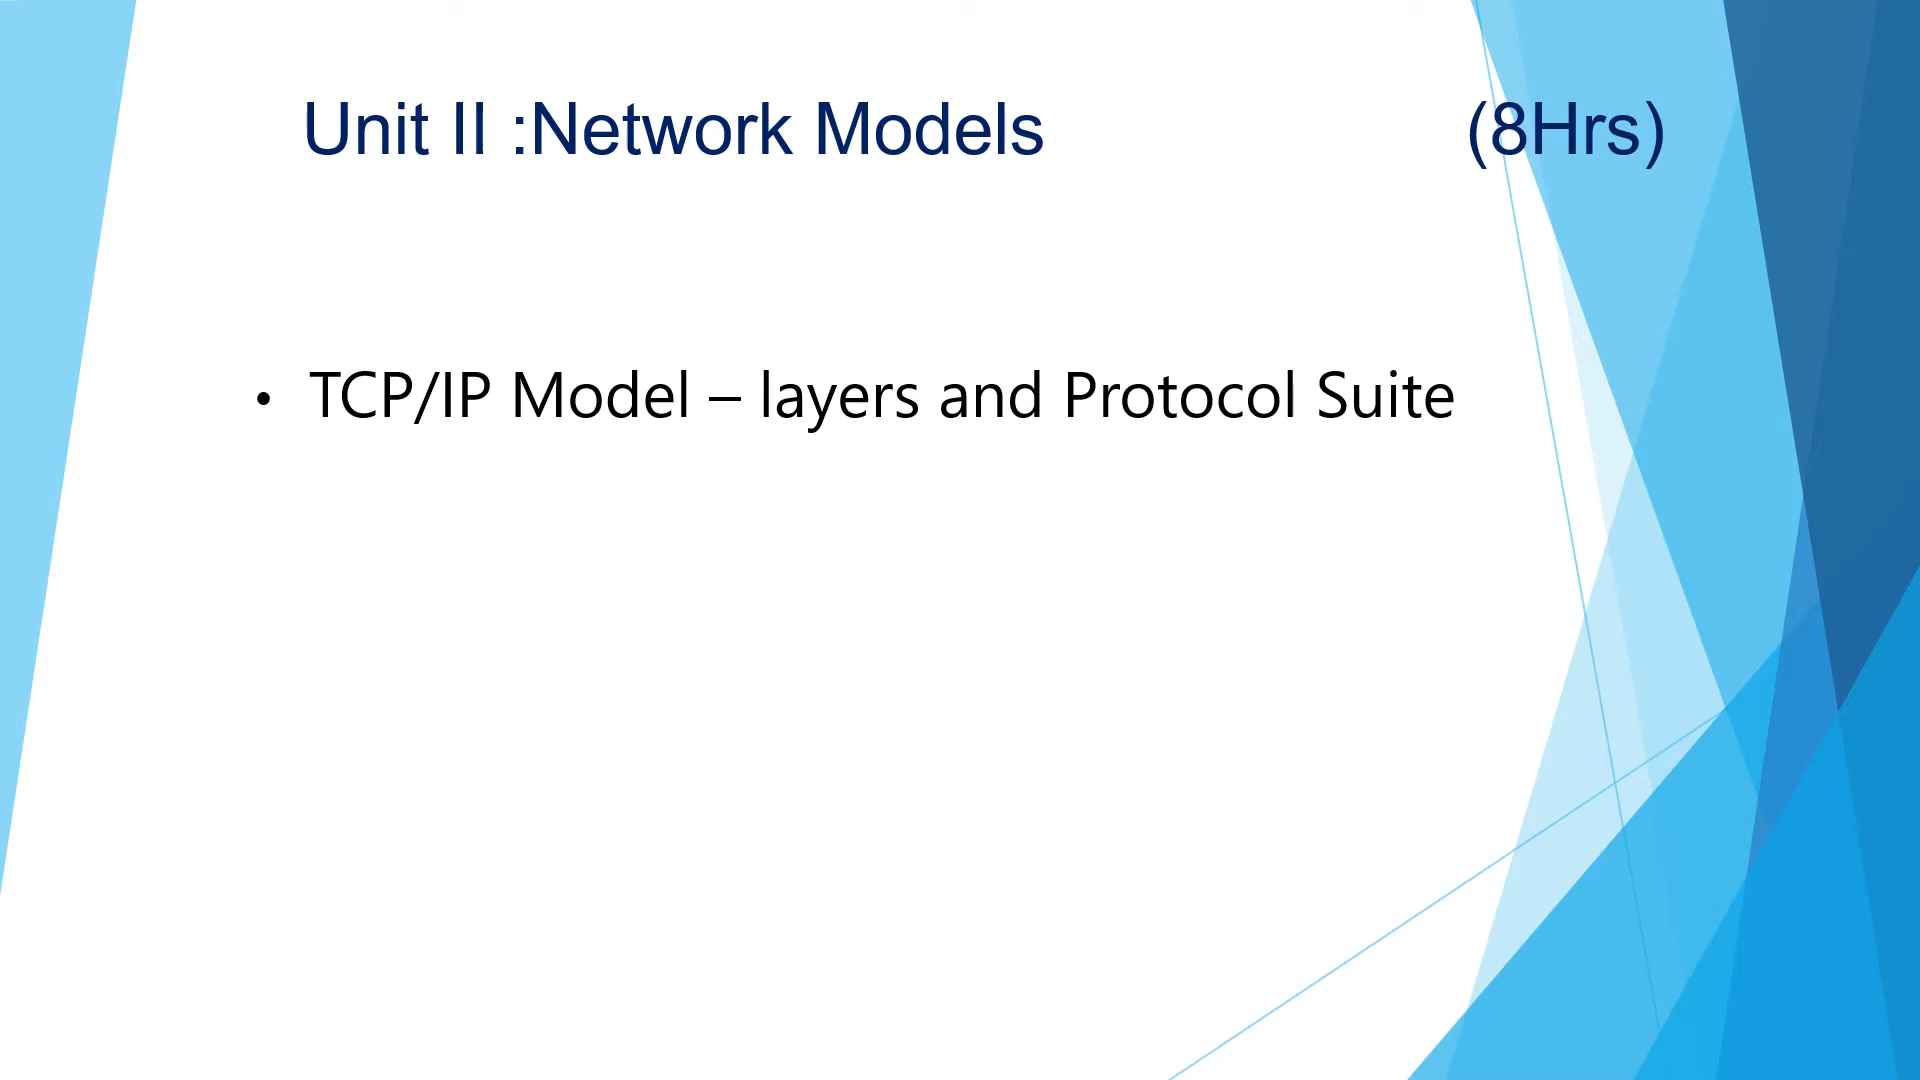 Unit II :Network Models (8Hrs)
• TCP/IP Model – layers and Protocol Suite